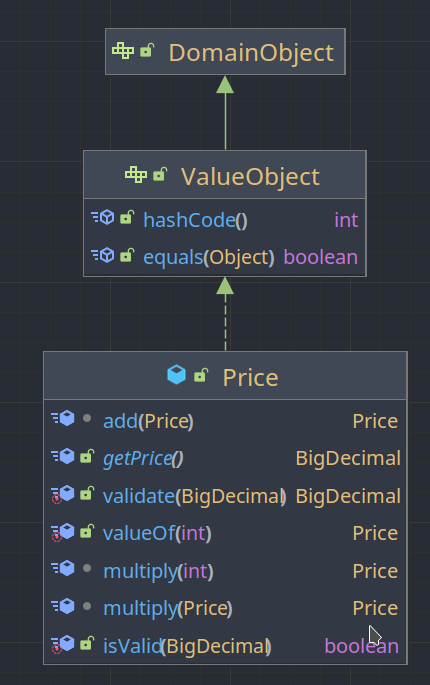 DomainObject
ValueObject
hashCode() int
equals(Object) boolean
Price
add(Price) Price
getPrice() BigDecimal
validate(BigDecimal) BigDecimal
valueOf(int) Price
multiply(int) Price
multiply(Price) Price
isValid(BigDecimal) boolean